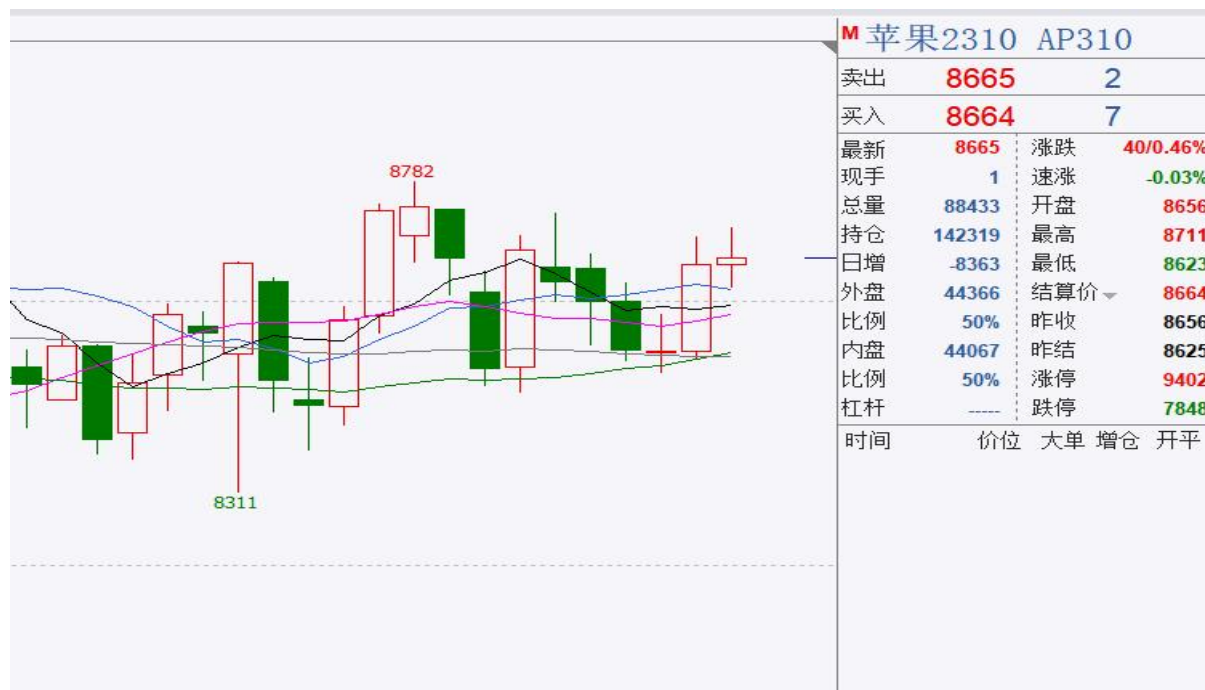 8782
8311
M 苹果2310 AP310
卖出 8665 2
买入 8664 7
最新 8665 涨跌 40/0.46%
现手 1 速涨 -0.03%
总量 88433 开盘 8656
持仓 142319 最高 8711
日增 -8363 最低 8623
外盘 44366 结算价 8664
比例 50% 昨收 8656
内盘 44067 昨结 8625
比例 50% 涨停 9402
杠杆 ----- 跌停 7848
时间 价位 大单 增仓 开平